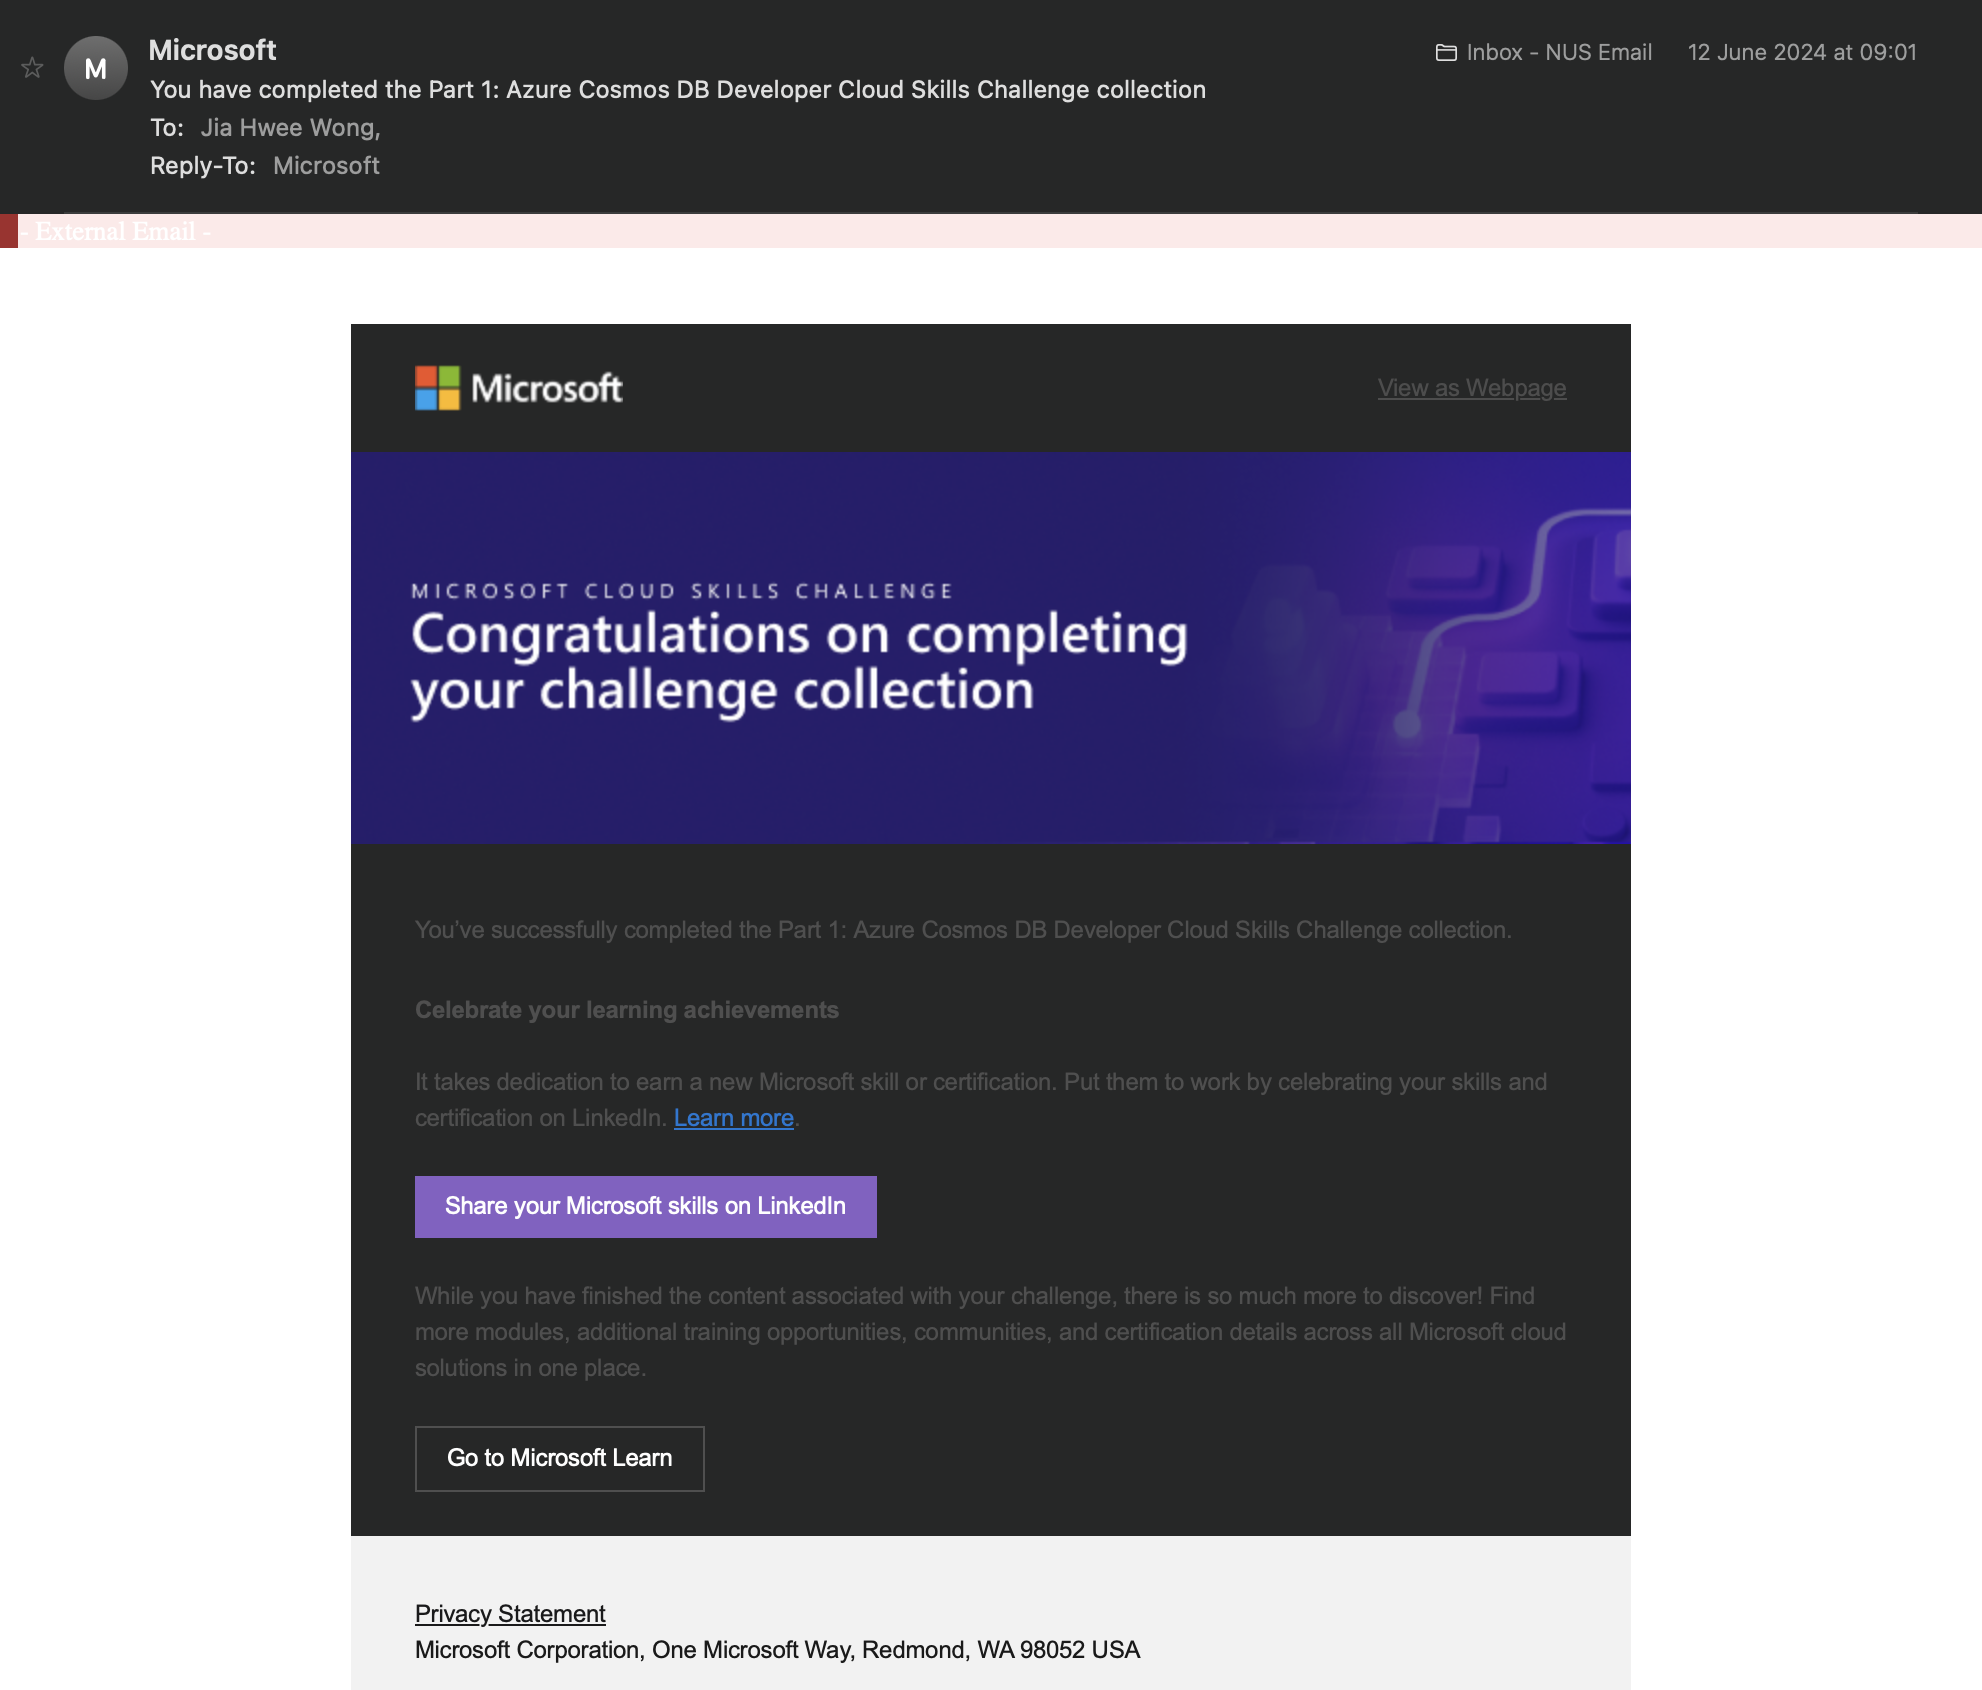 M
Microsoft
Inbox - NUS Email
12 June 2024 at 09:01
You have completed the Part 1: Azure Cosmos DB Developer Cloud Skills Challenge collection
To: Jia Hwee Wong,
Reply-To: Microsoft
- External Email -
Microsoft
View as Webpage
MICROSOFT CLOUD SKILLS CHALLENGE
Congratulations on completing
your challenge collection
You’ve successfully completed the Part 1: Azure Cosmos DB Developer Cloud Skills Challenge collection.
Celebrate your learning achievements
It takes dedication to earn a new Microsoft skill or certification. Put them to work by celebrating your skills and
certification on LinkedIn. Learn more.
Share your Microsoft skills on LinkedIn
While you have finished the content associated with your challenge, there is so much more to discover! Find
more modules, additional training opportunities, communities, and certification details across all Microsoft cloud
solutions in one place.
Go to Microsoft Learn
Privacy Statement
Microsoft Corporation, One Microsoft Way, Redmond, WA 98052 USA